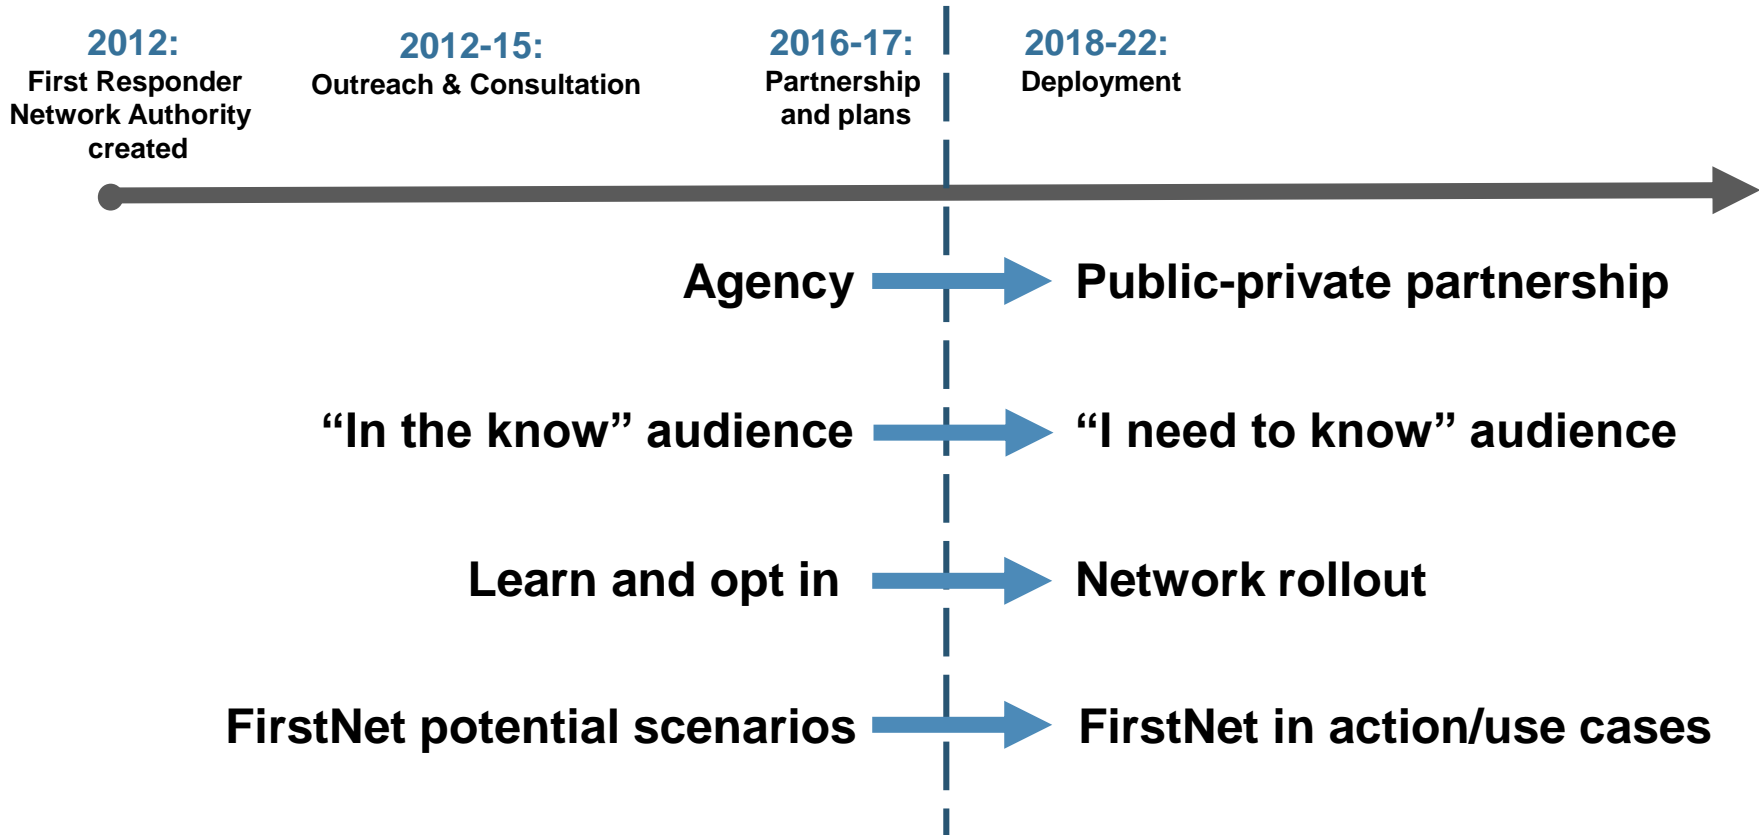 2012:
First Responder
Network Authority
created
2012-15:
Outreach & Consultation
2016-17:
Partnership
and plans
2018-22:
Deployment
Agency
Public-private partnership
“In the know” audience
“I need to know” audience
Learn and opt in
Network rollout
FirstNet potential scenarios
FirstNet in action/use cases